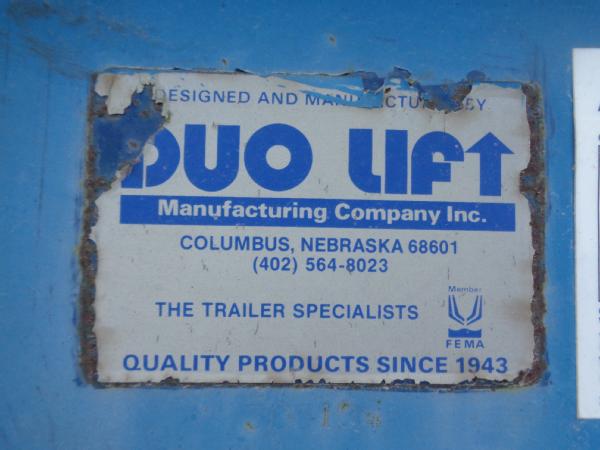 DESIGNED AND MANUFACTURED BY
DUO LIFT
Manufacturing Company Inc.
COLUMBUS, NEBRASKA 68601
(402) 564-8023
THE TRAILER SPECIALISTS
Member
FEMA
QUALITY PRODUCTS SINCE 1943